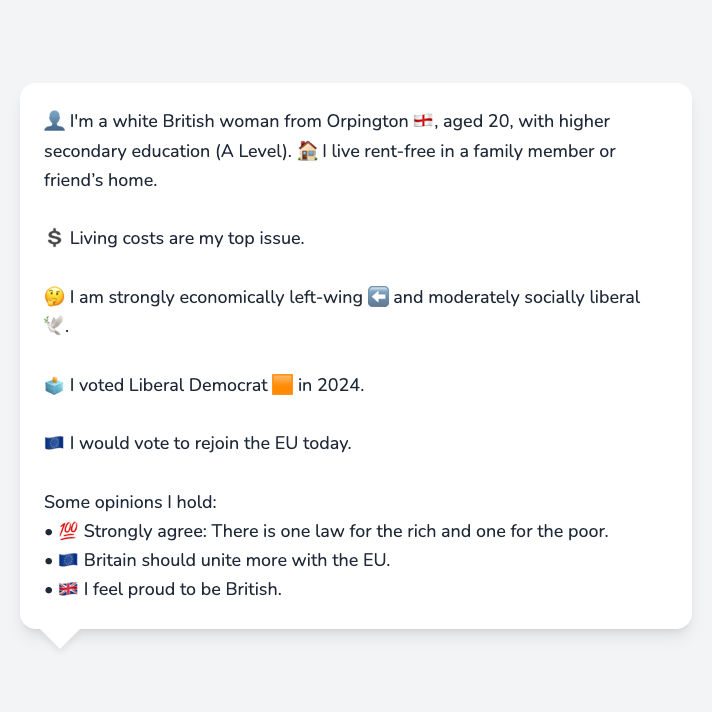 👤 I'm a white British woman from Orpington 🏴󠁧󠁢󠁥󠁮󠁧󠁿, aged 20, with higher
secondary education (A Level). 🏠 I live rent-free in a family member or
friend’s home.
💲 Living costs are my top issue.
🤔 I am strongly economically left-wing ⬅️ and moderately socially liberal
🕊️.
🗳️ I voted Liberal Democrat 🟧 in 2024.
🇪🇺 I would vote to rejoin the EU today.
Some opinions I hold:
• 💯 Strongly agree: There is one law for the rich and one for the poor.
• 🇪🇺 Britain should unite more with the EU.
• 🇬🇧 I feel proud to be British.